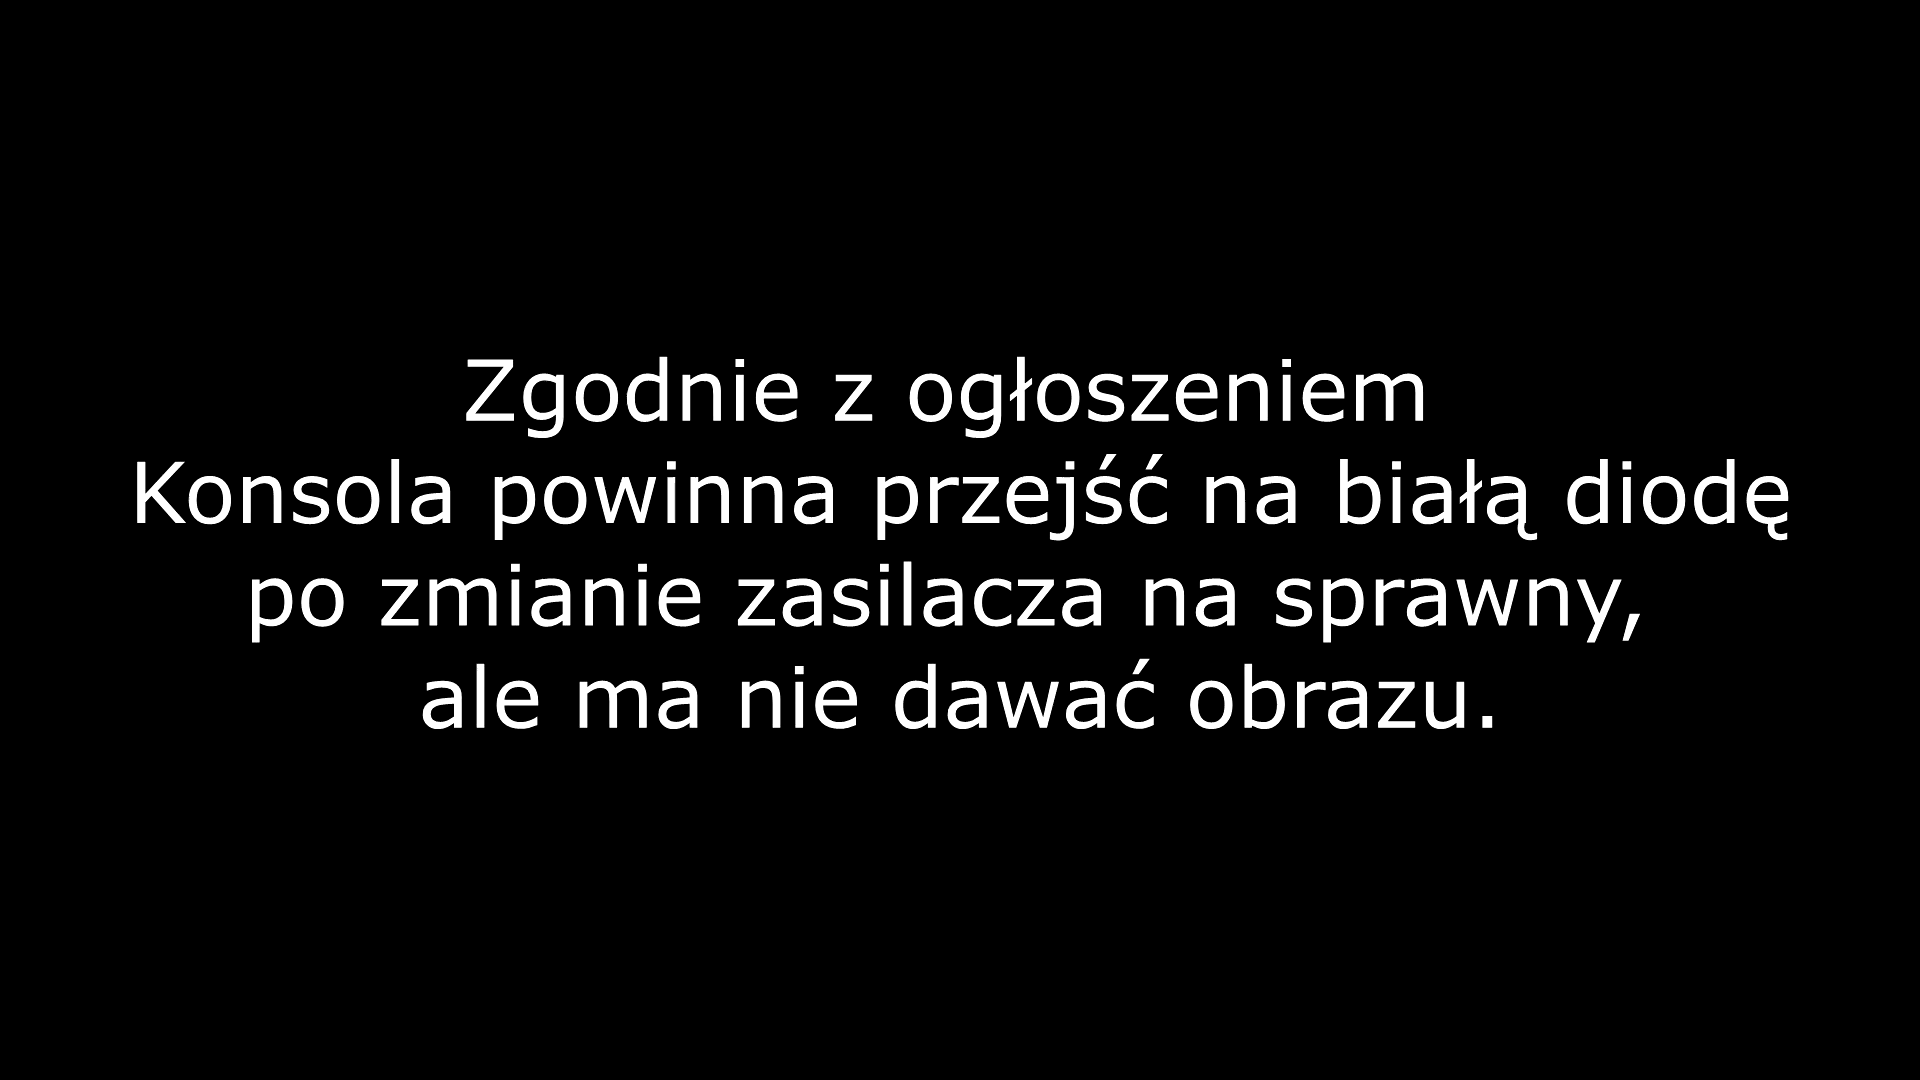 Zgodnie z ogłoszeniem
Konsola powinna przejść na białą diodę
po zmianie zasilacza na sprawny,
ale ma nie dawać obrazu.